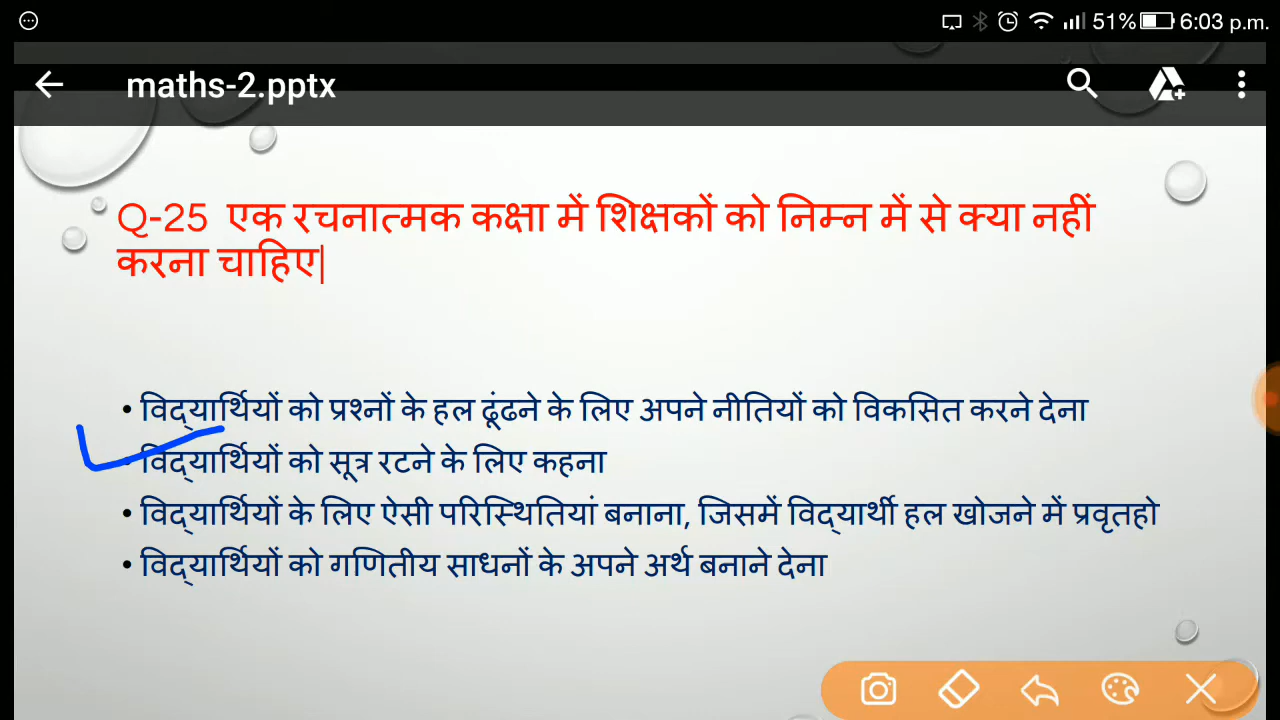 51% 6:03 p.m.
maths-2.pptx
Q-25 एक रचनात्मक कक्षा में शिक्षकों को निम्न में से क्या नहीं
करना चाहिए|
• विद्यार्थियों को प्रश्नों के हल ढूंढने के लिए अपने नीतियों को विकसित करने देना
• विद्यार्थियों को सूत्र रटने के लिए कहना
• विद्यार्थियों के लिए ऐसी परिस्थितियां बनाना, जिसमें विद्यार्थी हल खोजने में प्रवृतहो
• विद्यार्थियों को गणितीय साधनों के अपने अर्थ बनाने देना